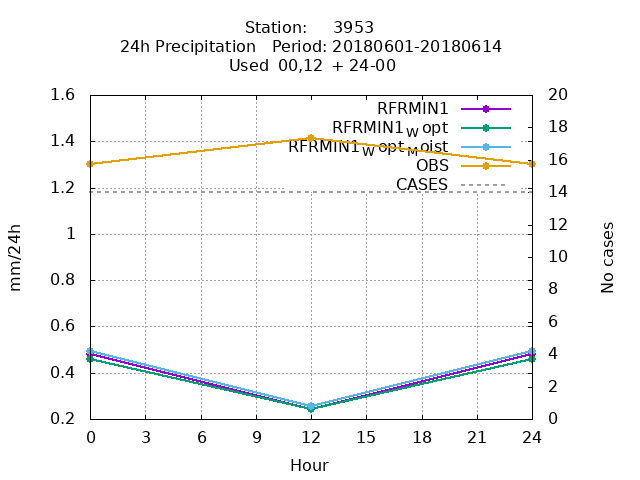 Station: 3953
24h Precipitation Period: 20180601-20180614
Used 00,12 + 24-00
mm/24h
1.6
1.4
1.2
1
0.8
0.6
0.4
0.2
RFRMIN1
RFRMIN1W opt
RFRMIN1W opt Moist
OBS
CASES
20
18
16
14
12
10
8
6
4
2
0
No cases
0 3 6 9 12 15 18 21 24
Hour